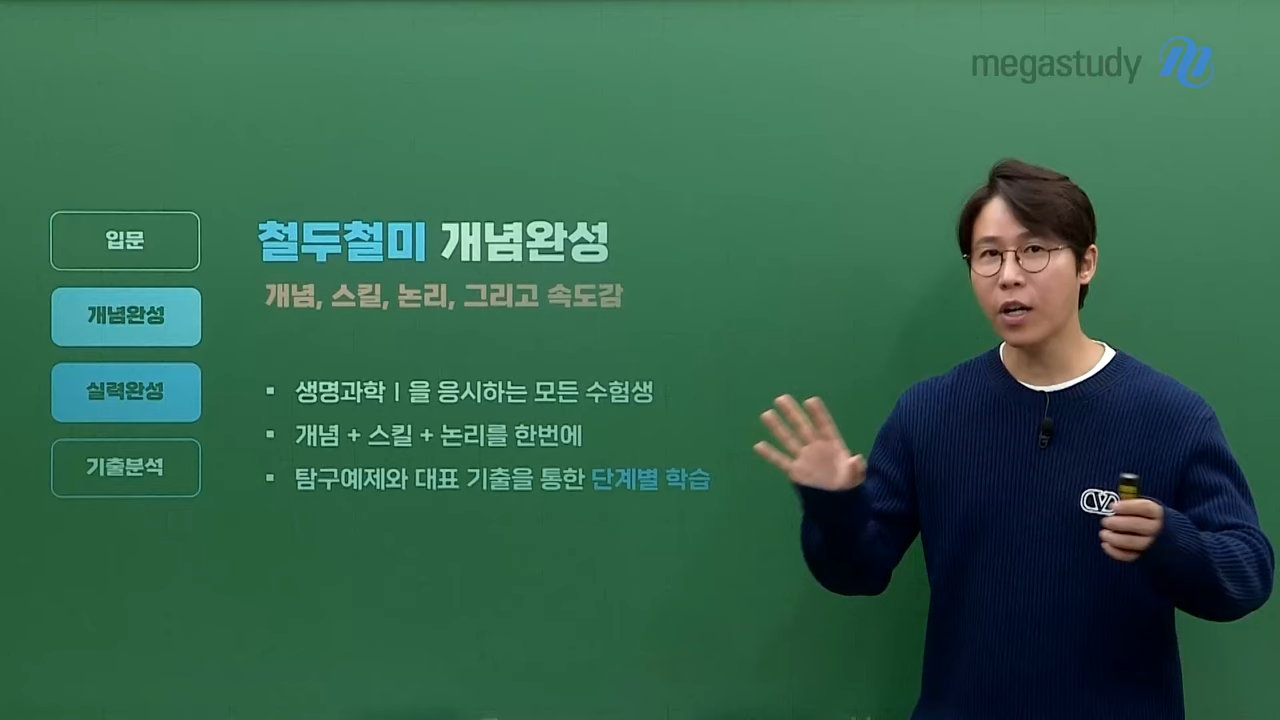 megastudy
입문
개념완성
실력완성
기출분석
철두철미 개념완성
개념, 스킬, 논리, 그리고 속도감
▪ 생명과학Ⅰ을 응시하는 모든 수험생
▪ 개념 + 스킬 + 논리를 한번에
▪ 탐구예제와 대표 기출을 통한 단계별 학습